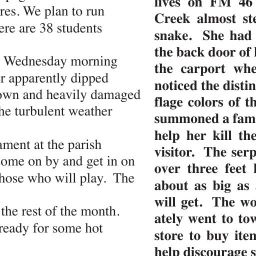 res. We plan to run
ere are 38 students
Wednesday morning
r apparently dipped
own and heavily damaged
he turbulent weather
ament at the parish
ome on by and get in on
hose who will play. The
the rest of the month.
ready for some hot
lives on FM 46
Creek almost ste
snake. She had
the back door of
the carport whe
noticed the distin
flage colors of th
summoned a fam
help her kill the
visitor. The serp
over three feet
about as big as
will get. The wo
ately went to tow
store to buy iten
help discourage s